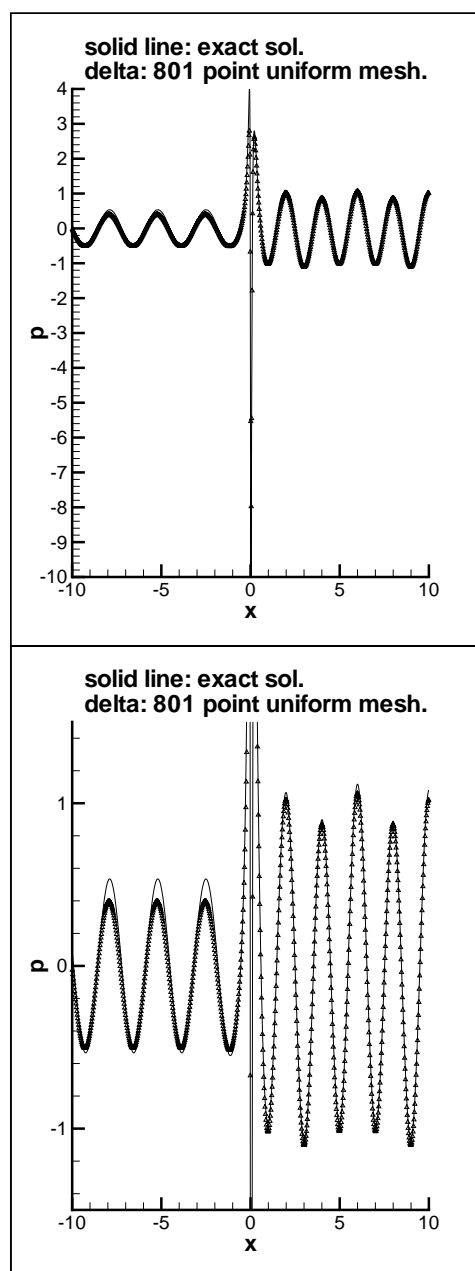 solid line: exact sol.
delta: 801 point uniform mesh.
4
3
2
1
0
-1
-2
-3
-4
-5
-6
-7
-8
-9
-10
p
-10 -5 0 5 10
x
solid line: exact sol.
delta: 801 point uniform mesh.
1
0
-1
p
-10 -5 0 5 10
x